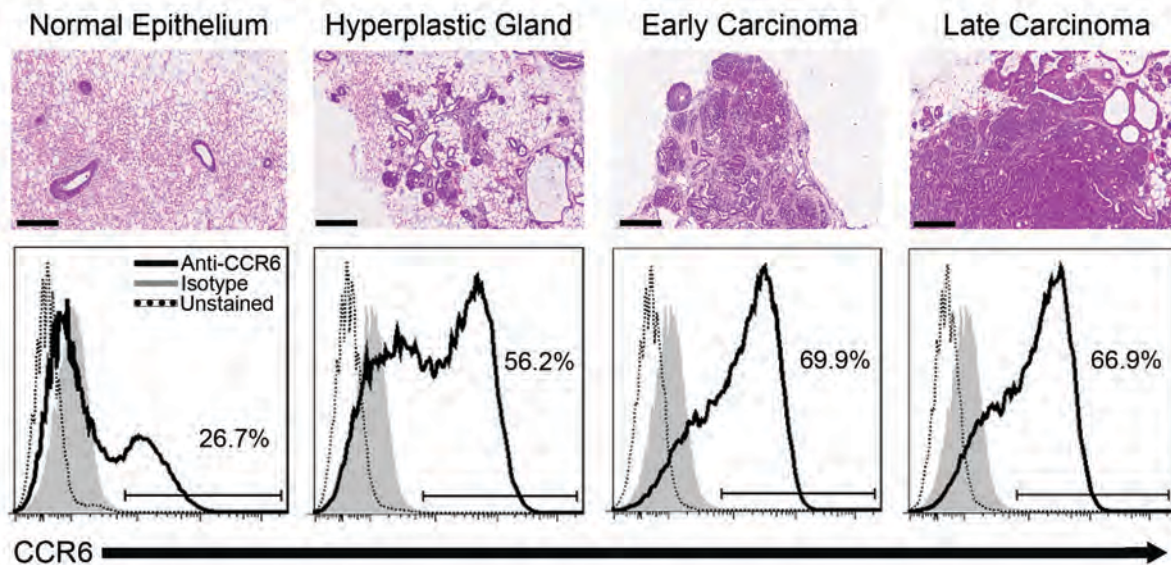 Normal Epithelium
Hyperplastic Gland
Early Carcinoma
Late Carcinoma
Anti-CCR6
Isotype
Unstained
26.7%
56.2%
69.9%
66.9%
CCR6